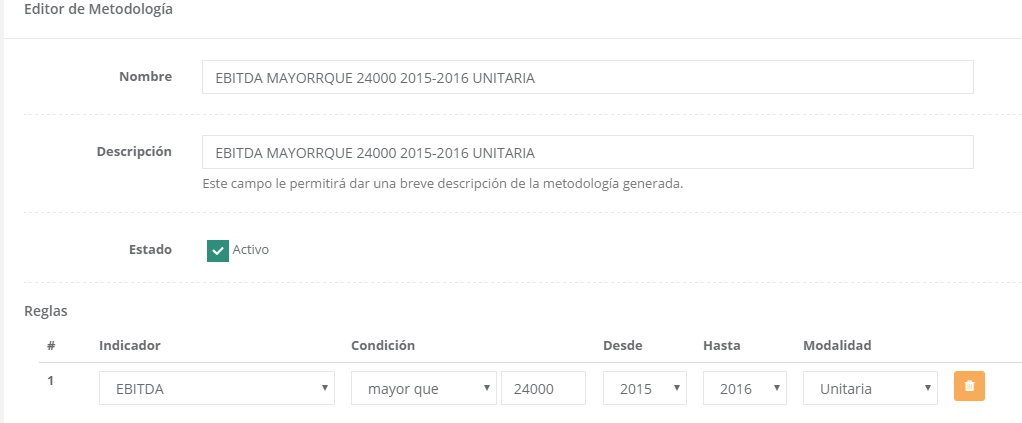 Editor de Metodología
Nombre
EBITDA MAYORRQUE 24000 2015-2016 UNITARIA
Descripción
EBITDA MAYORRQUE 24000 2015-2016 UNITARIA
Este campo le permitirá dar una breve descripción de la metodología generada.
Estado Activo
Reglas
# Indicador Condición Desde Hasta Modalidad
1 EBITDA mayor que 24000 2015 2016 Unitaria